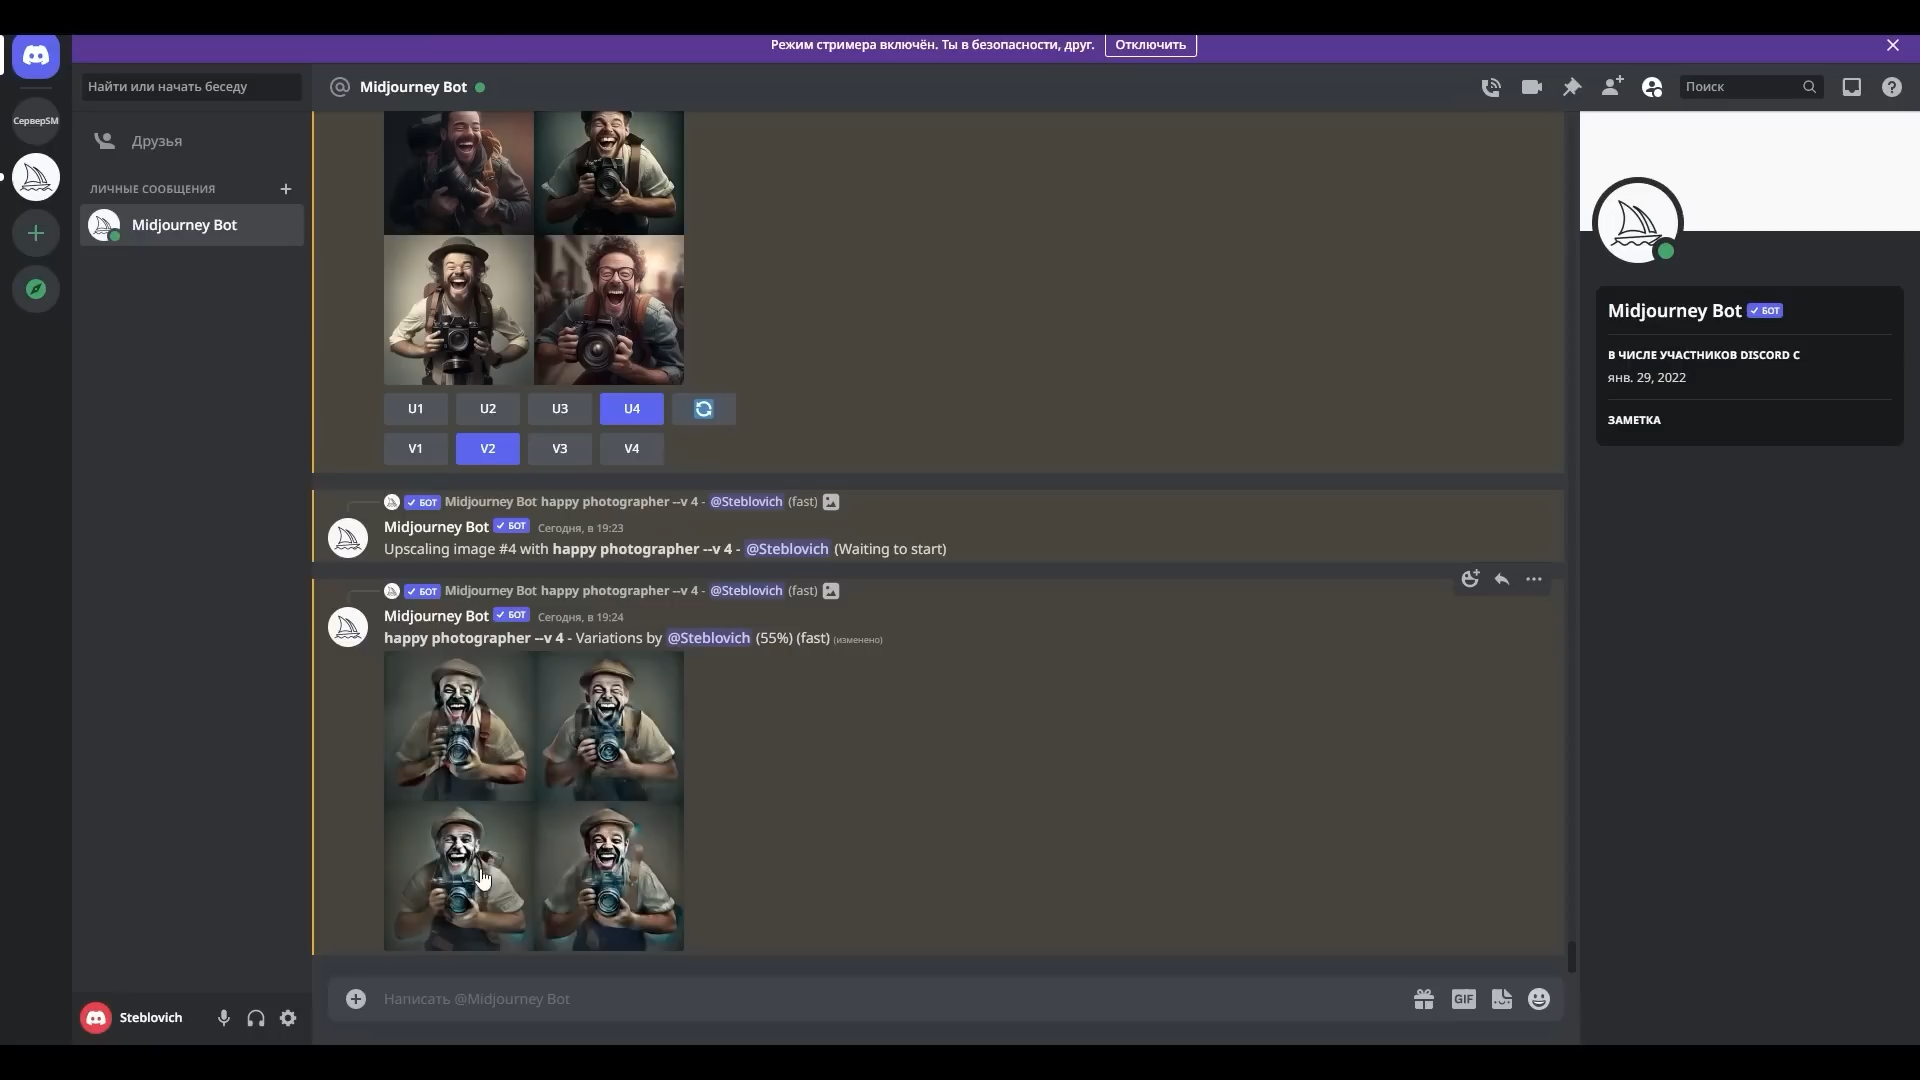 Режим стримера включён. Ты в безопасности, друг. Отключить
Найти или начать беседу
Midjourney Bot
Поиск
СерверSM
Друзья
ЛИЧНЫЕ СООБЩЕНИЯ
Midjourney Bot
U1 U2 U3 U4
V1 V2 V3 V4
БОТ Midjourney Bot happy photographer --v 4 - @Steblovich (fast)
Midjourney Bot БОТ Сегодня, в 19:23
Upscaling image #4 with happy photographer --v 4 - @Steblovich (Waiting to start)
БОТ Midjourney Bot happy photographer --v 4 - @Steblovich (fast)
Midjourney Bot БОТ Сегодня, в 19:24
happy photographer --v 4 - Variations by @Steblovich (55%) (fast) (изменено)
Написать @Midjourney Bot
GIF
Steblovich
Midjourney Bot БОТ
В ЧИСЛЕ УЧАСТНИКОВ DISCORD С
янв. 29, 2022
ЗАМЕТКА